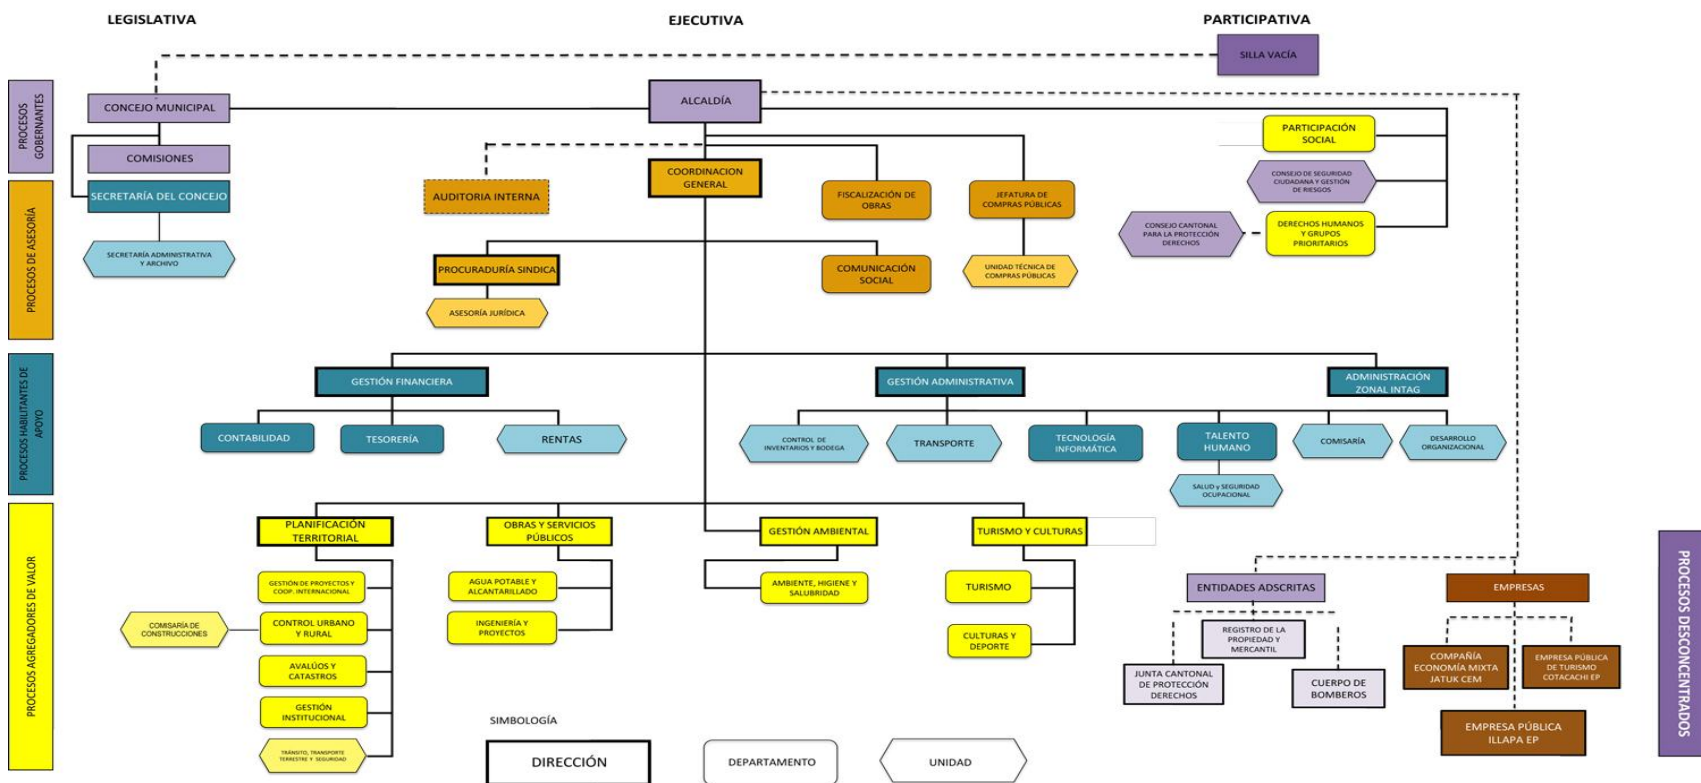 LEGISLATIVA
EJECUTIVA
PARTICIPATIVA
SILLA VACÍA
PROCESOS
GOBERNANTES
CONCEJO MUNICIPAL
ALCALDÍA
COMISIONES
PARTICIPACIÓN
SOCIAL
PROCESOS DE ASESORÍA
SECRETARÍA DEL CONCEJO
SECRETARÍA ADMINISTRATIVA
Y ARCHIVO
AUDITORIA INTERNA
COORDINACION
GENERAL
FISCALIZACIÓN DE
OBRAS
JEFATURA DE
COMPRAS PÚBLICAS
CONSEJO DE SEGURIDAD
CIUDADANA Y GESTIÓN
DE RIESGOS
CONSEJO CANTONAL
PARA LA PROTECCIÓN
DERECHOS
DERECHOS HUMANOS
Y GRUPOS
PRIORITARIOS
PROCURADURÍA SINDICA
COMUNICACIÓN
SOCIAL
UNIDAD TÉCNICA DE
COMPRAS PÚBLICAS
ASESORÍA JURÍDICA
PROCESOS HABILITANTES DE
APOYO
GESTIÓN FINANCIERA
GESTIÓN ADMINISTRATIVA
ADMINISTRACIÓN
ZONAL INTAG
CONTABILIDAD
TESORERÍA
RENTAS
CONTROL DE
INVENTARIOS Y BODEGA
TRANSPORTE
TECNOLOGÍA
INFORMÁTICA
TALENTO
HUMANO
COMISARÍA
DESARROLLO
ORGANIZACIONAL
SALUD y SEGURIDAD
OCUPACIONAL
PROCESOS AGREGADORES DE VALOR
PLANIFICACIÓN
TERRITORIAL
OBRAS Y SERVICIOS
PÚBLICOS
GESTIÓN AMBIENTAL
TURISMO Y CULTURAS
GESTIÓN DE PROYECTOS Y
COOP. INTERNACIONAL
AGUA POTABLE Y
ALCANTARILLADO
AMBIENTE, HIGIENE Y
SALUBRIDAD
TURISMO
COMISARÍA DE
CONSTRUCCIONES
CONTROL URBANO
Y RURAL
INGENIERÍA Y
PROYECTOS
CULTURAS Y
DEPORTE
AVALÚOS Y
CATASTROS
GESTIÓN
INSTITUCIONAL
TRÁNSITO, TRANSPORTE
TERRESTRE Y SEGURIDAD
ENTIDADES ADSCRITAS
EMPRESAS
REGISTRO DE LA
PROPIEDAD Y
MERCANTIL
JUNTA CANTONAL
DE PROTECCIÓN
DERECHOS
CUERPO DE
BOMBEROS
COMPAÑÍA
ECONOMÍA MIXTA
JATUK CEM
EMPRESA PÚBLICA
DE TURISMO
COTACACHI EP
EMPRESA PÚBLICA
ILLAPA EP
PROCESOS DESCONCENTRADOS
SIMBOLOGÍA
DIRECCIÓN
DEPARTAMENTO
UNIDAD